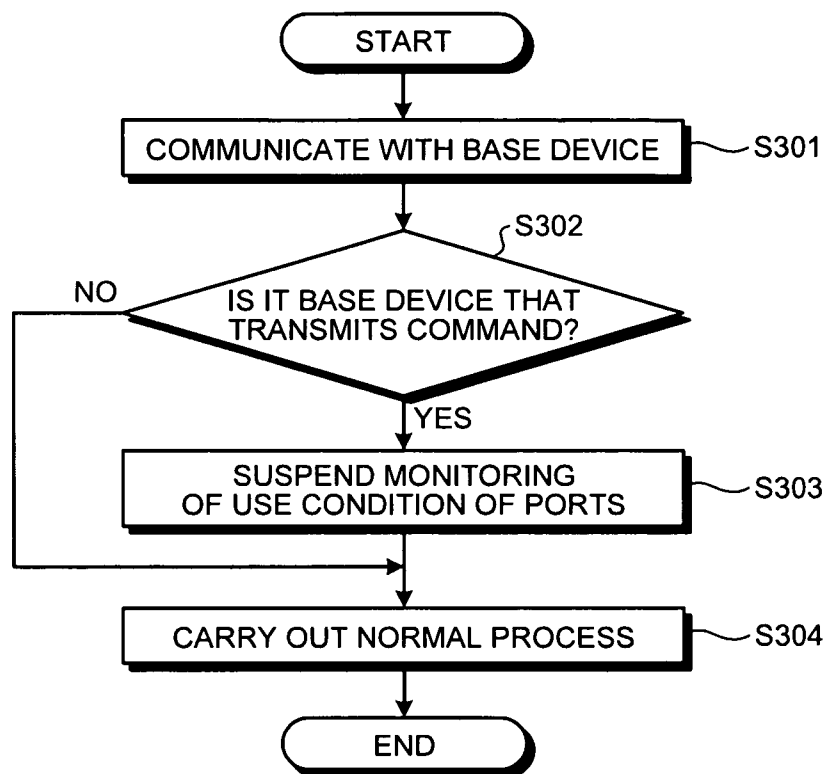 START
COMMUNICATE WITH BASE DEVICE
S301
S302
NO
IS IT BASE DEVICE THAT
TRANSMITS COMMAND?
YES
SUSPEND MONITORING
OF USE CONDITION OF PORTS
S303
CARRY OUT NORMAL PROCESS
S304
END